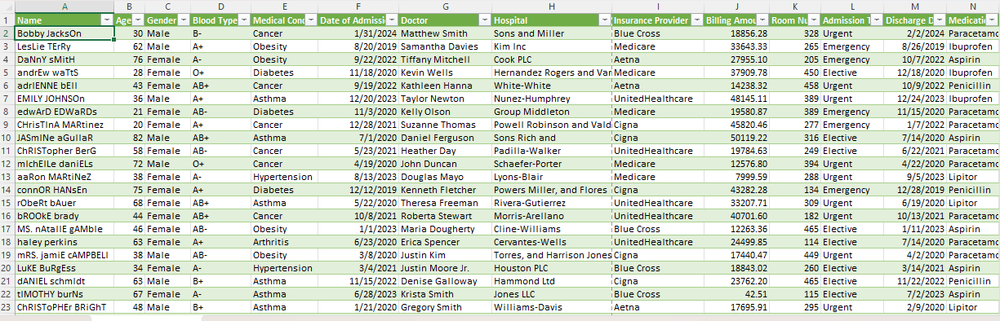 A B C D E F G H I J K L M N
1 Name Age Gender Blood Type Medical Con Date of Admissi Doctor Hospital Insurance Provider Billing Amou Room Nu Admission T Discharge D Medicati
2 Bobby JacksOn 30 Male B- Cancer 1/31/2024 Matthew Smith Sons and Miller Blue Cross 18856.28 328 Urgent 2/2/2024 Paracetamo
3 LesLie TErRy 62 Male A+ Obesity 8/20/2019 Samantha Davies Kim Inc Medicare 33643.33 265 Emergency 8/26/2019 Ibuprofen
4 DaNnY sMitH 76 Female A- Obesity 9/22/2022 Tiffany Mitchell Cook PLC Aetna 27955.10 205 Emergency 10/7/2022 Aspirin
5 andrEw waTtS 28 Female O+ Diabetes 11/18/2020 Kevin Wells Hernandez Rogers and Van Medicare 37909.78 450 Elective 12/18/2020 Ibuprofen
6 adrIENNE bEll 43 Female AB+ Cancer 9/19/2022 Kathleen Hanna White-White Aetna 14238.32 458 Urgent 10/9/2022 Penicillin
7 EMILY JOHNSOn 36 Male A+ Asthma 12/20/2023 Taylor Newton Nunez-Humphrey UnitedHealthcare 48145.11 389 Urgent 12/24/2023 Ibuprofen
8 edwArD EDWaRDs 21 Female AB- Diabetes 11/3/2020 Kelly Olson Group Middleton Medicare 19580.87 389 Emergency 11/15/2020 Paracetamo
9 CHrisTInA MARtinez 20 Female A+ Cancer 12/28/2021 Suzanne Thomas Powell Robinson and Vald Cigna 45820.46 277 Emergency 1/7/2022 Paracetamo
10 JASmINe aGuIlaR 82 Male AB+ Asthma 7/1/2020 Daniel Ferguson Sons Rich and Cigna 50119.22 316 Elective 7/14/2020 Aspirin
11 ChRISTopher BerG 58 Female AB- Cancer 5/23/2021 Heather Day Padilla-Walker UnitedHealthcare 19784.63 249 Elective 6/22/2021 Paracetamo
12 mIchElLe daniELs 72 Male O+ Cancer 4/19/2020 John Duncan Schaefer-Porter Medicare 12576.80 394 Urgent 4/22/2020 Paracetamo
13 aaRon MARtiNeZ 38 Female A- Hypertension 8/13/2023 Douglas Mayo Lyons-Blair Medicare 7999.59 288 Urgent 9/5/2023 Lipitor
14 connOR HANsEn 75 Female A+ Diabetes 12/12/2019 Kenneth Fletcher Powers Miller, and Flores Cigna 43282.28 134 Emergency 12/28/2019 Penicillin
15 rObeRt bAuer 68 Female AB+ Asthma 5/22/2020 Theresa Freeman Rivera-Gutierrez UnitedHealthcare 33207.71 309 Urgent 6/19/2020 Lipitor
16 bROOkE brady 44 Female AB+ Cancer 10/8/2021 Roberta Stewart Morris-Arellano UnitedHealthcare 40701.60 182 Urgent 10/13/2021 Paracetamo
17 MS. nAtalIE gAMble 46 Female AB- Obesity 1/1/2023 Maria Dougherty Cline-Williams Blue Cross 12263.36 465 Elective 1/11/2023 Aspirin
18 haley perkins 63 Female A+ Arthritis 6/23/2020 Erica Spencer Cervantes-Wells UnitedHealthcare 24499.85 114 Elective 7/14/2020 Paracetamo
19 mRS. jamiE cAMPBELl 38 Male AB- Obesity 3/8/2020 Justin Kim Torres, and Harrison Jones Cigna 17440.47 449 Urgent 4/2/2020 Paracetamo
20 LuKE BuRgEss 34 Female A- Hypertension 3/4/2021 Justin Moore Jr. Houston PLC Blue Cross 18843.02 260 Elective 3/14/2021 Aspirin
21 dANIEL schmIdt 63 Male B+ Asthma 11/15/2022 Denise Galloway Hammond Ltd Cigna 23762.20 465 Elective 11/22/2022 Penicillin
22 tIMOTHY burNs 67 Female A- Asthma 6/28/2023 Krista Smith Jones LLC Blue Cross 42.51 115 Elective 7/2/2023 Aspirin
23 ChRISToPHEr BRiGhT 48 Male B+ Asthma 1/21/2020 Gregory Smith Williams-Davis Aetna 17695.91 295 Urgent 2/9/2020 Lipitor